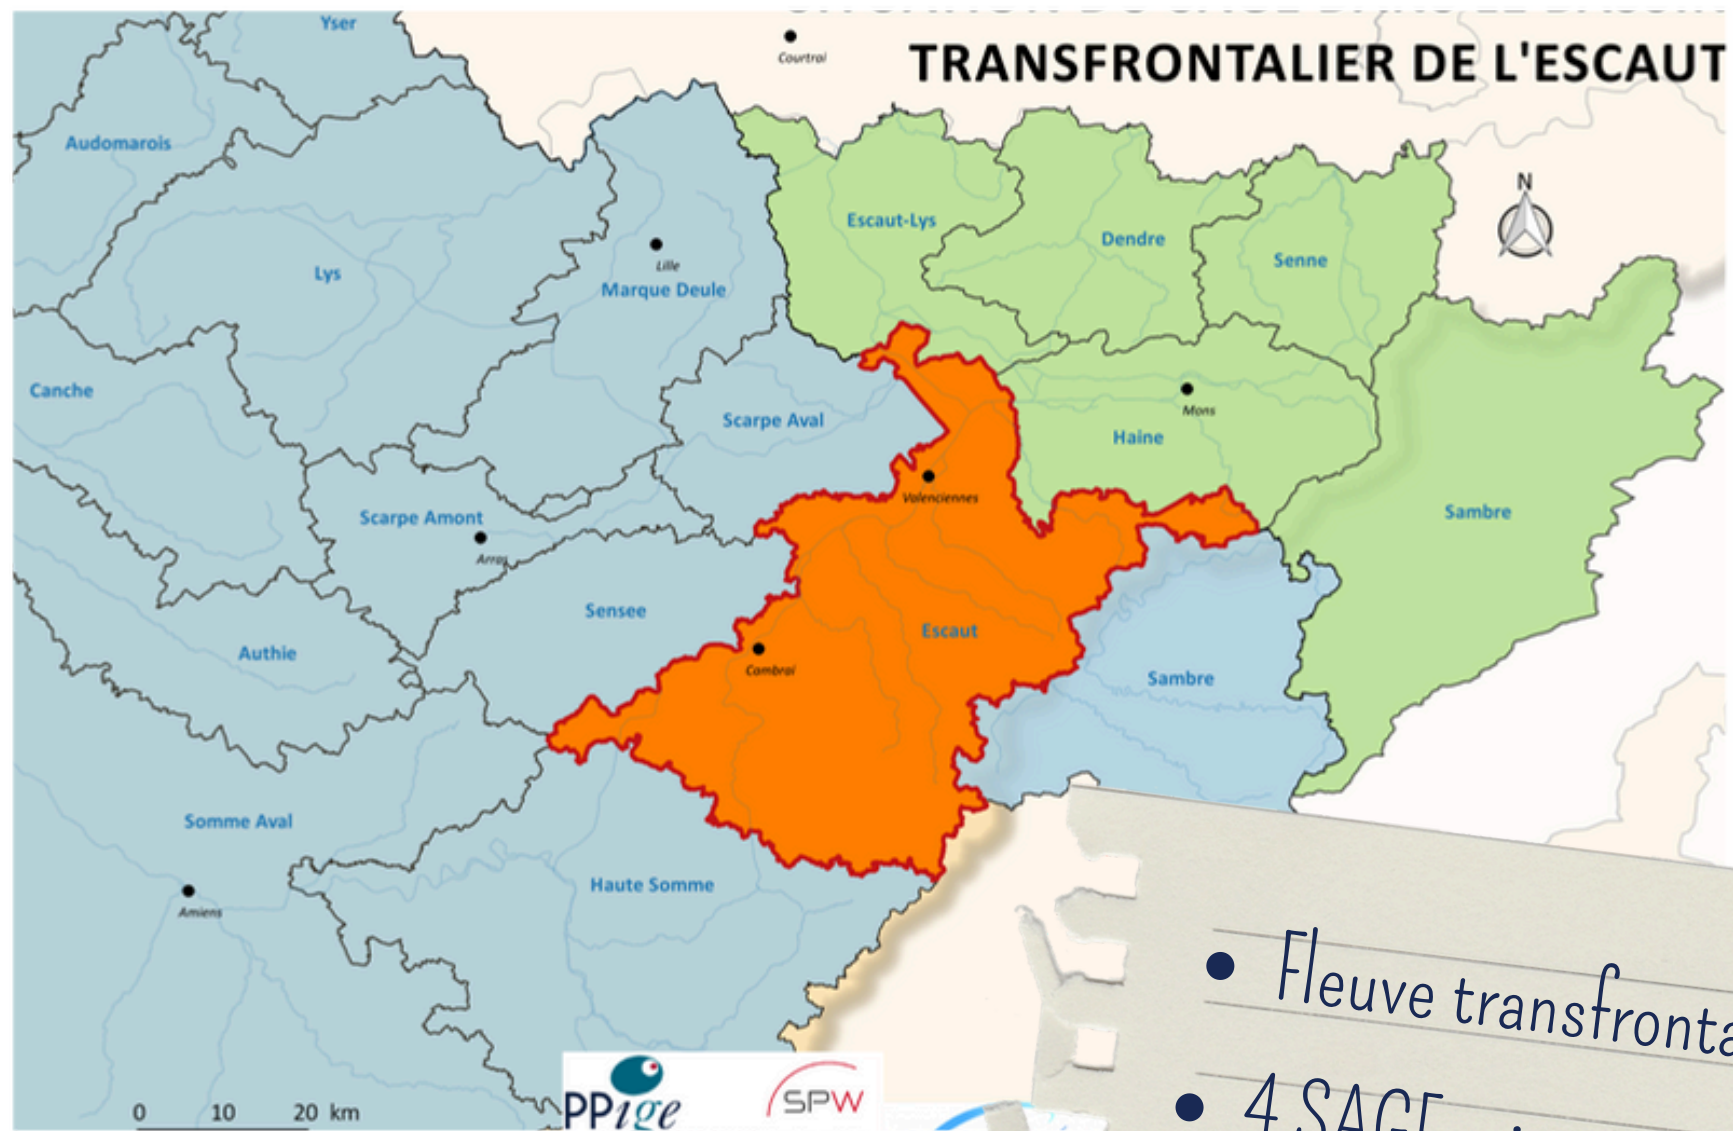 Yser
Courtrai
TRANSFRONTALIER DE L'ESCAUT
Audomarois
N
Escaut-Lys
Dendre
Senne
Lille
Lys
Marque Deule
Canche
Mons
Scarpe Aval
Haine
Valenciennes
Scarpe Amont
Sambre
Arras
Sensee
Escaut
Authie
Cambrai
Sambre
Somme Aval
Haute Somme
Amiens
• Fleuve transfronta
• 4 SAGE
0 10 20 km
PPige
SPW